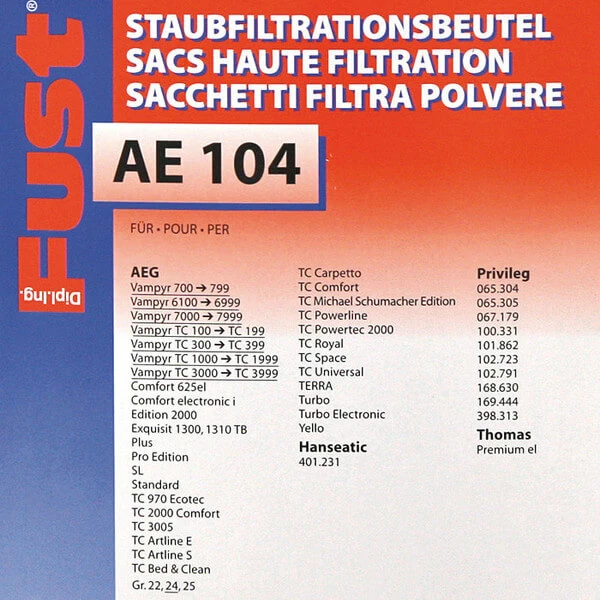 Dipl.Ing.
Fust®
STAUBFILTRATIONSBEUTEL
SACS HAUTE FILTRATION
SACCHETTI FILTRA POLVERE
AE 104
FÜR • POUR • PER
AEG
Vampyr 700 → 799
Vampyr 6100 → 6999
Vampyr 7000 → 7999
Vampyr TC 100 → TC 199
Vampyr TC 300 → TC 399
Vampyr TC 1000 → TC 1999
Vampyr TC 3000 → TC 3999
Comfort 625el
Comfort electronic i
Edition 2000
Exquisit 1300, 1310 TB
Plus
Pro Edition
SL
Standard
TC 970 Ecotec
TC 2000 Comfort
TC 3005
TC Artline E
TC Artline S
TC Bed & Clean
Gr. 22, 24, 25
TC Carpetto
TC Comfort
TC Michael Schumacher Edition
TC Powerline
TC Powertec 2000
TC Royal
TC Space
TC Universal
TERRA
Turbo
Turbo Electronic
Yello
Hanseatic
401.231
Privileg
065.304
065.305
067.179
100.331
101.862
102.723
102.791
168.630
169.444
398.313
Thomas
Premium el